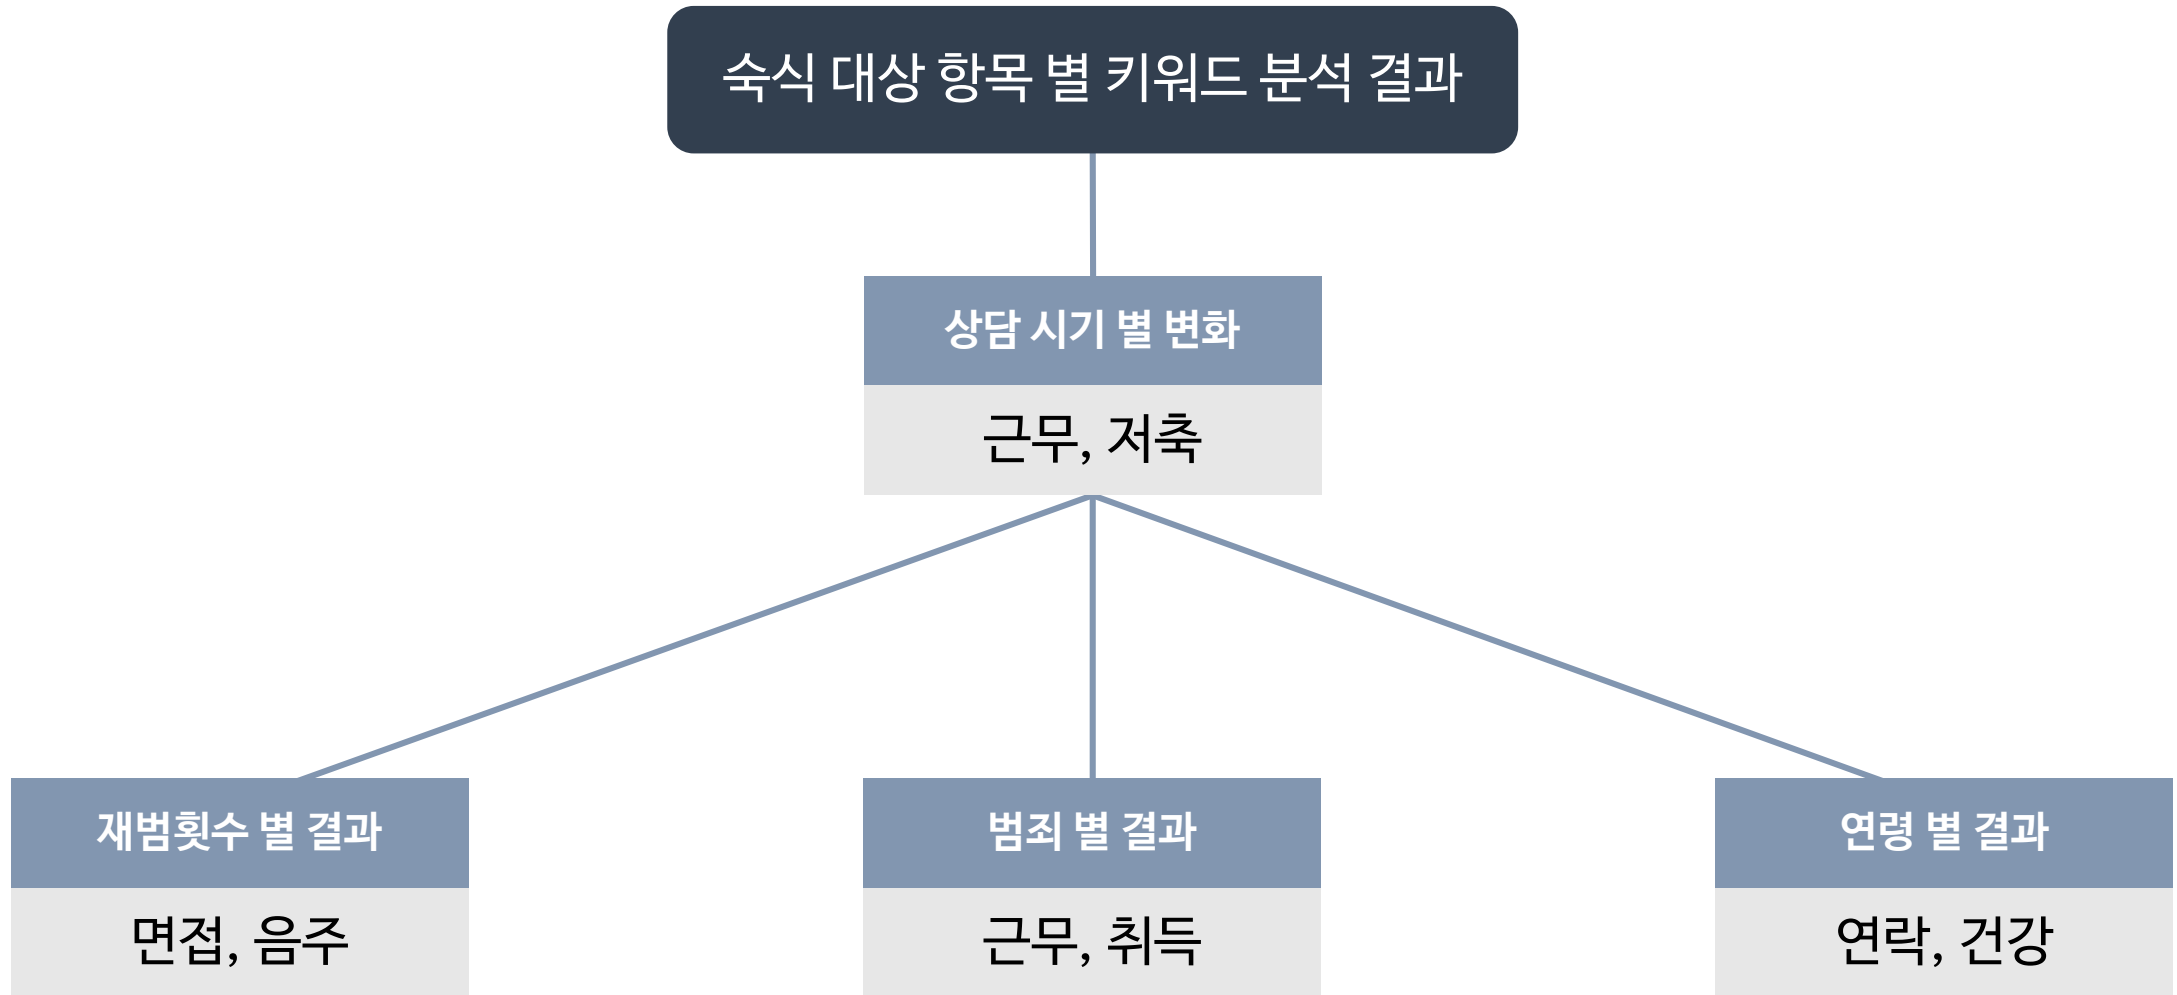 숙식 대상 항목 별 키워드 분석 결과
상담 시기 별 변화
근무, 저축
재범횟수 별 결과
면접, 음주
범죄 별 결과
근무, 취득
연령 별 결과
연락, 건강